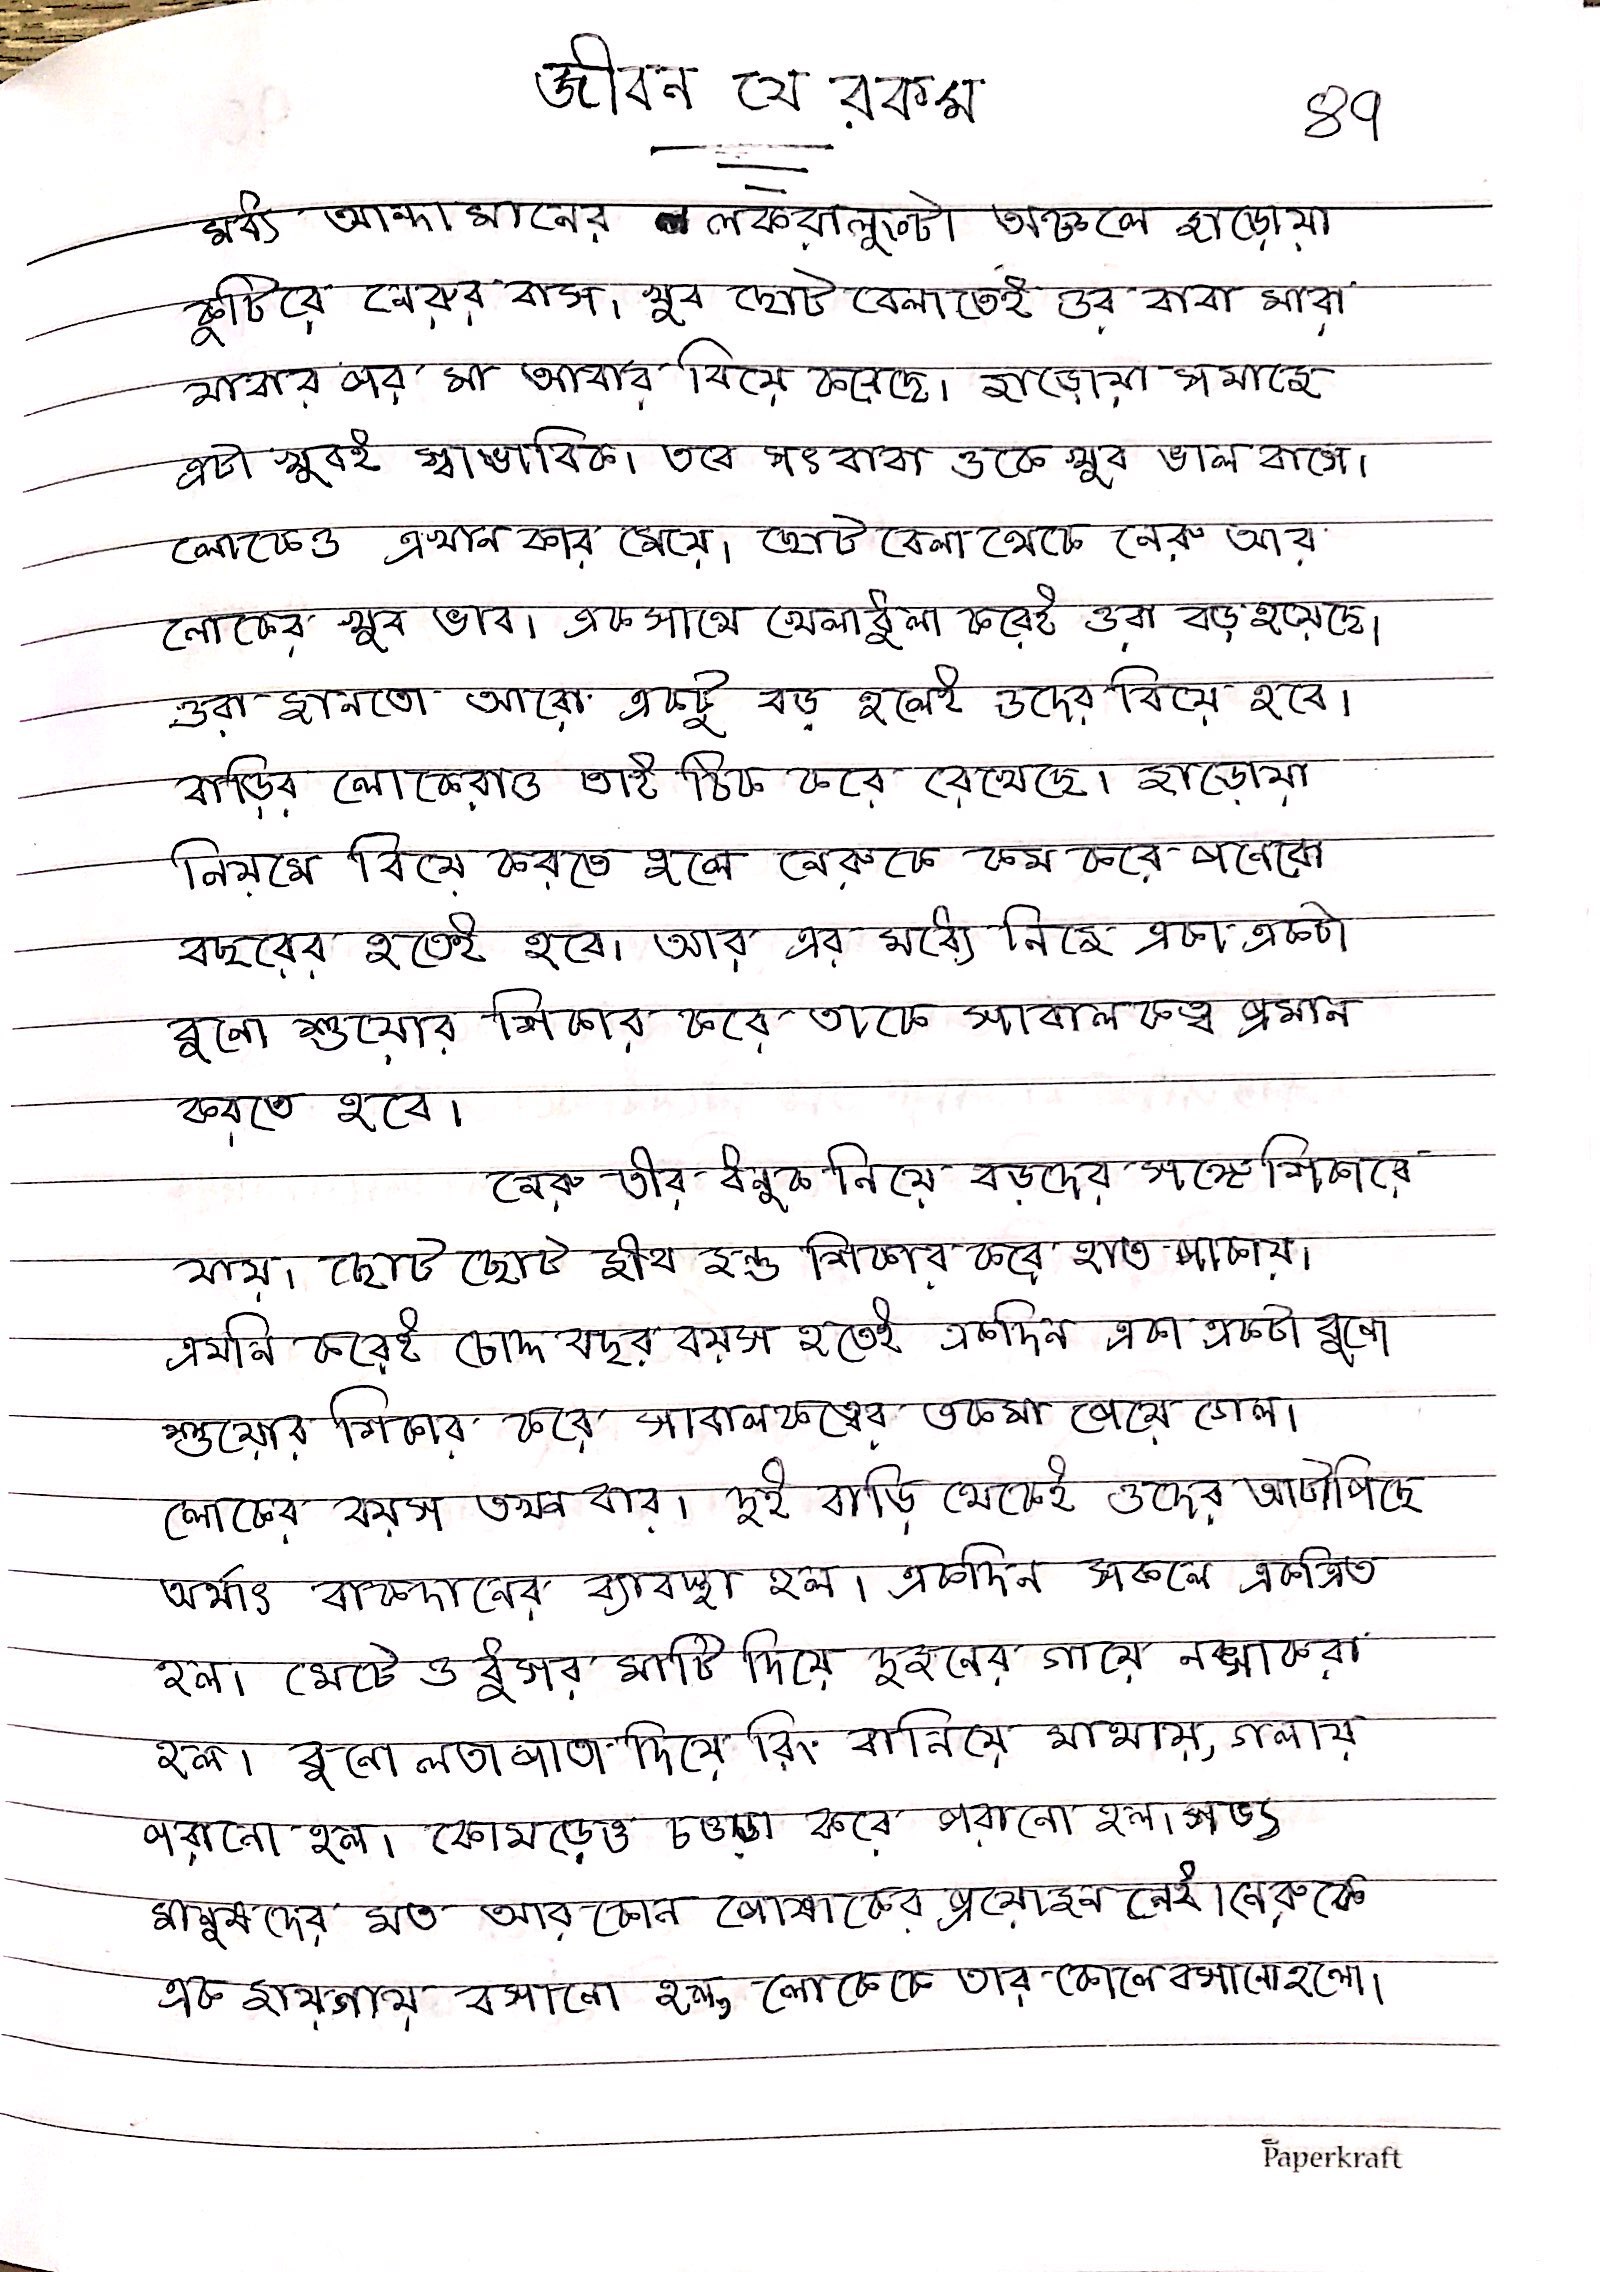 জীবন যে রকম
৪৭
মধ্য আন্দামানের লকরালুন্টা অঞ্চলে জাড়োয়া
কুটিরে নেরুর বাস। খুব ছোট বেলাতেই ওর বাবা মারা
যাবার পর মা আবার বিয়ে করেছে। জাড়োয়া সমাজে
এটা খুবই স্বাভাবিক। তবে সৎ বাবা ওকে খুব ভাল বাসে।
লোকেও এখান কার মেয়ে। ছোট বেলা থেকে নেরু আর
লোকের খুব ভাব। এক সাথে খেলাধুলা করেই ওরা বড় হয়েছে।
ওরা জানতো আরো একটু বড় হলেই ওদের বিয়ে হবে।
বাড়ির লোকেরাও তাই ঠিক করে রেখেছে। জাড়োয়া
নিয়মে বিয়ে করতে হলে নেরুকে কম করে পনেরো
বছরের হতেই হবে। আর এর মধ্যে নিজে একা একটা
বুনো শুয়োর শিকার করে তাকে সাবালকত্ব প্রমান
করতে হবে।
নেরু তীর ধনুক নিয়ে বড়দের সঙ্গে শিকারে
যায়। ছোট ছোট জীব জন্তু শিকার করে হাত পাকায়।
এমনি করেই চোদ্দ বছর বয়স হতেই একদিন একা একটা বুনো
শুয়োর শিকার করে সাবালকত্বের তকমা পেয়ে গেল।
লোকের বয়স তখন বার। দুই বাড়ি থেকেই ওদের আটাপিছে
অর্থাৎ বাকদানের ব্যাবস্থা হল। একদিন সকলে একত্রিত
হল। মেটে ও ধুসর মাটি দিয়ে দুজনের গায়ে নক্সা করা
হল। বুনো লতা পাতা দিয়ে রিং বানিয়ে মাথায়, গলায়
পরানো হল। কোমড়েও চওড়া করে পরানো হল। সভ্য
মানুষদের মত আর কোন পোষাকের প্রয়োজন নেই। নেরুকে
এক জায়গায় বসানো হল, লোকেকে তার কোলে বসানো হলো।
Paperkraft